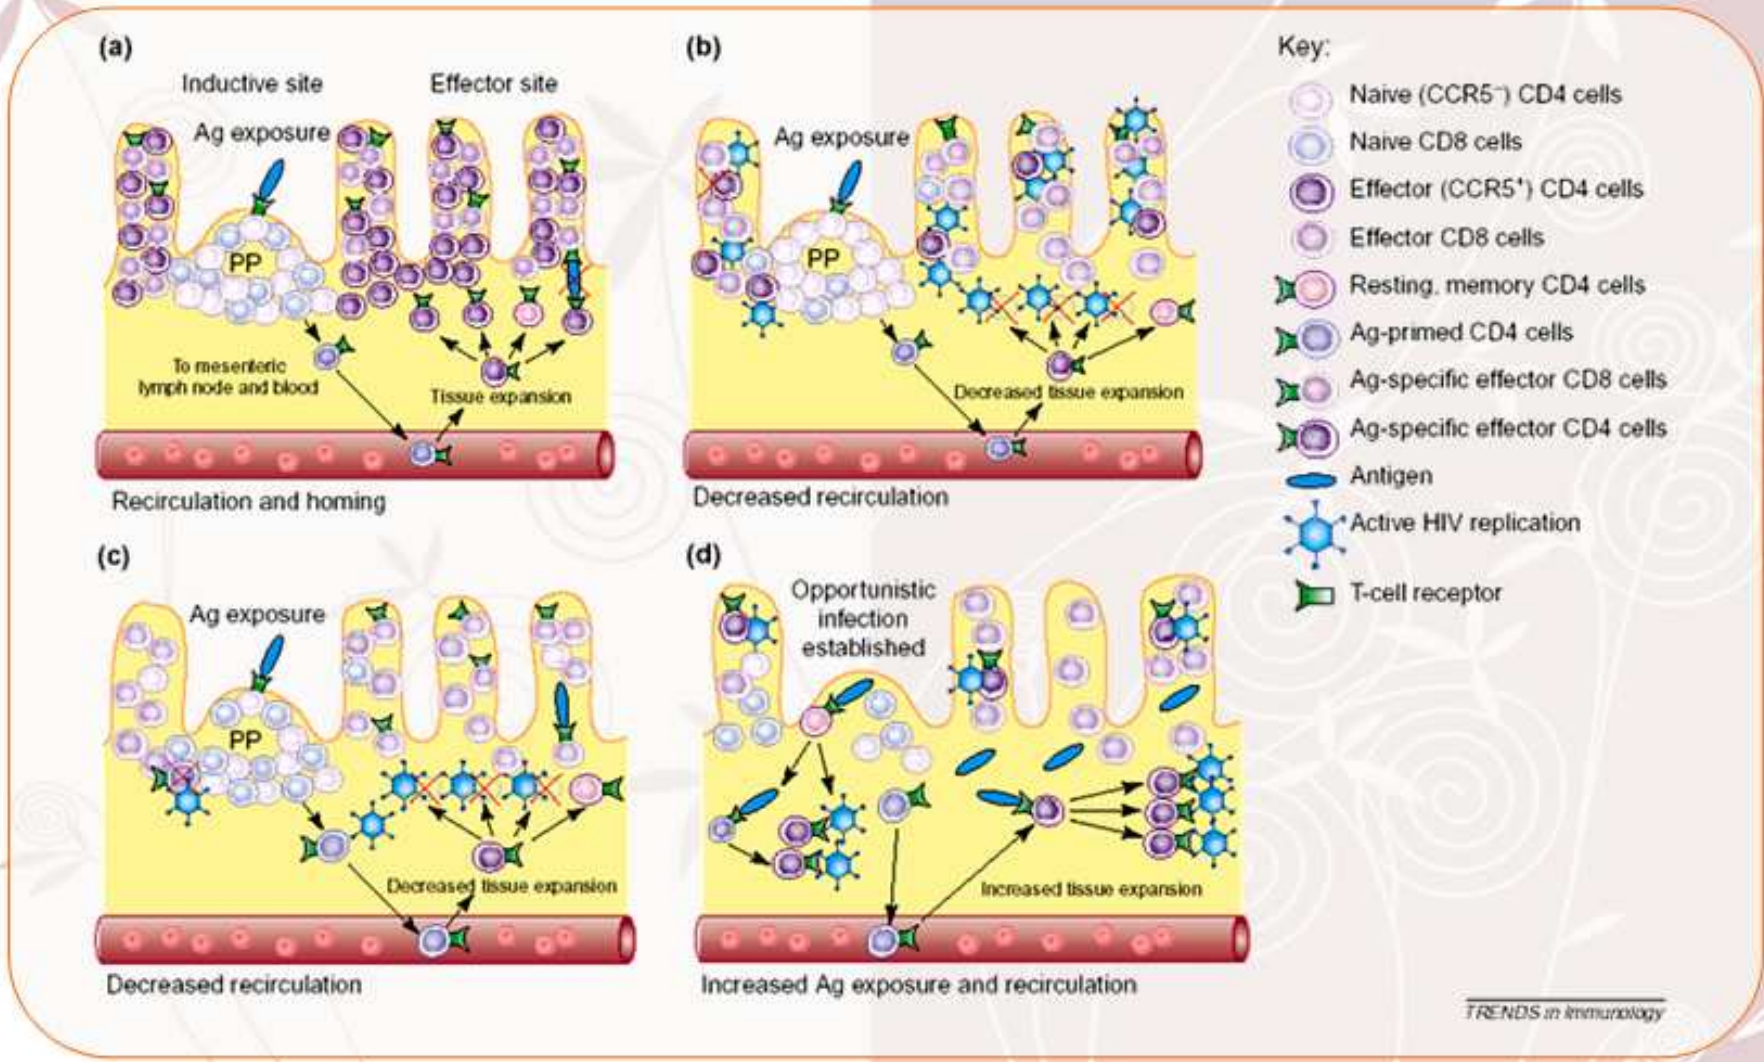 (a)
Inductive site
Effector site
Ag exposure
PP
To mesenteric
lymph node and blood
Tissue expansion
Recirculation and homing
(b)
Ag exposure
PP
Decreased tissue expansion
Decreased recirculation
(c)
Ag exposure
PP
Decreased tissue expansion
Decreased recirculation
(d)
Opportunistic
infection
established
Increased tissue expansion
Increased Ag exposure and recirculation
Key:
Naive (CCR5⁻) CD4 cells
Naive CD8 cells
Effector (CCR5⁺) CD4 cells
Effector CD8 cells
Resting, memory CD4 cells
Ag-primed CD4 cells
Ag-specific effector CD8 cells
Ag-specific effector CD4 cells
Antigen
Active HIV replication
T-cell receptor
TRENDS in Immunology